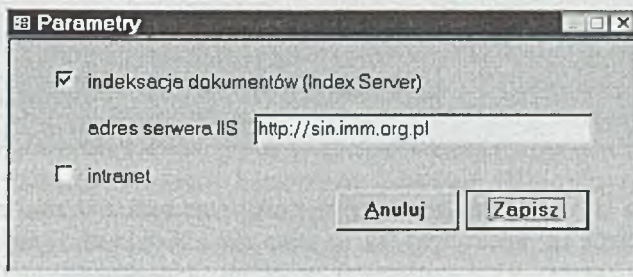 Parametry
indeksacja dokumentów (Index Server)
adres serwera IIS http://sin.imm.org.pl
intranet
Anuluj Zapisz